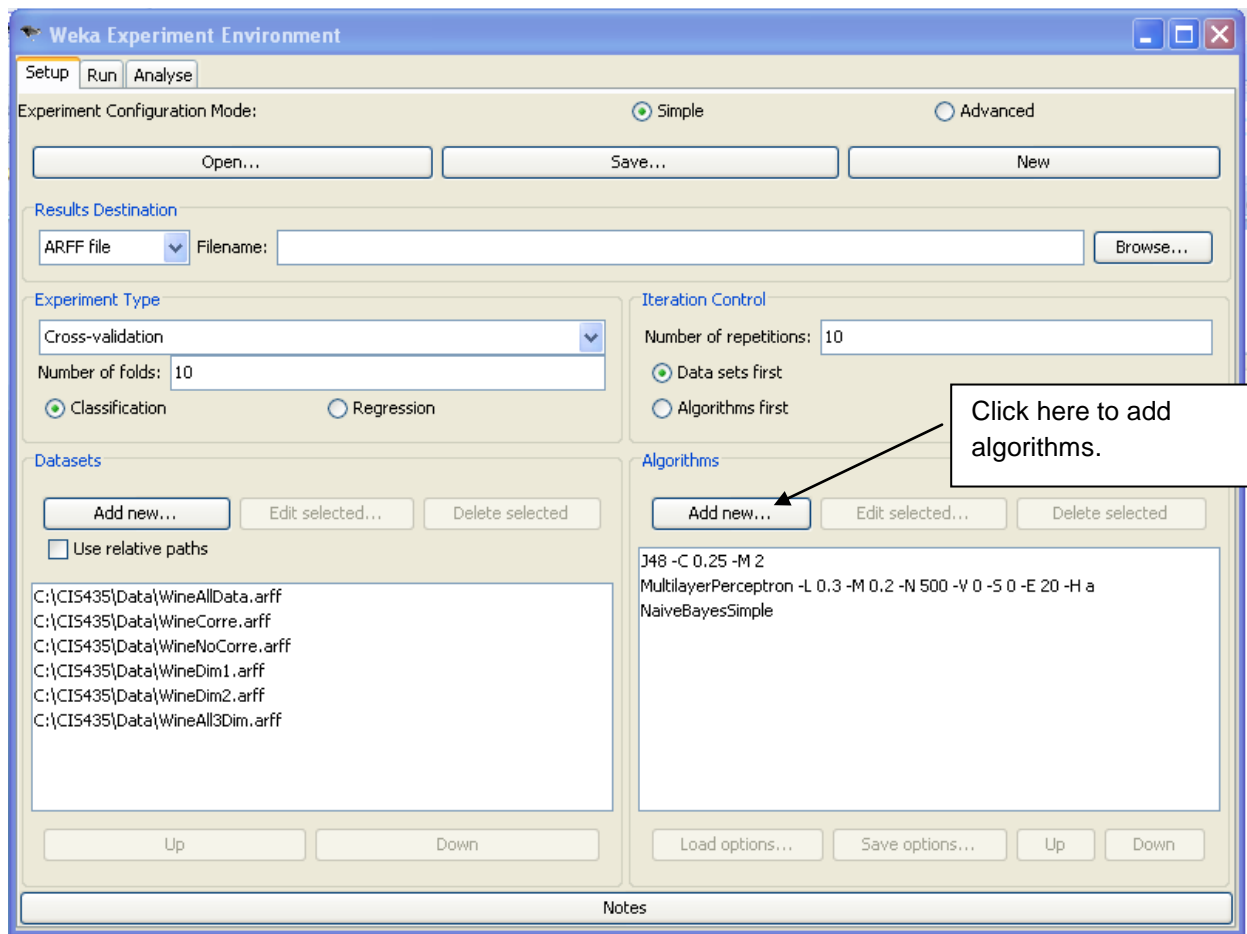 Weka Experiment Environment
Setup Run Analyse
Experiment Configuration Mode: Simple Advanced
Open... Save... New
Results Destination
ARFF file Filename: Browse...
Experiment Type
Cross-validation
Number of folds: 10
Classification Regression
Iteration Control
Number of repetitions: 10
Data sets first
Algorithms first
Click here to add
algorithms.
Datasets
Add new... Edit selected... Delete selected
Use relative paths
C:\CIS435\Data\WineAllData.arff
C:\CIS435\Data\WineCorre.arff
C:\CIS435\Data\WineNoCorre.arff
C:\CIS435\Data\WineDim1.arff
C:\CIS435\Data\WineDim2.arff
C:\CIS435\Data\WineAll3Dim.arff
Up Down
Algorithms
Add new... Edit selected... Delete selected
J48 -C 0.25 -M 2
MultilayerPerceptron -L 0.3 -M 0.2 -N 500 -V 0 -S 0 -E 20 -H a
NaiveBayesSimple
Load options... Save options... Up Down
Notes